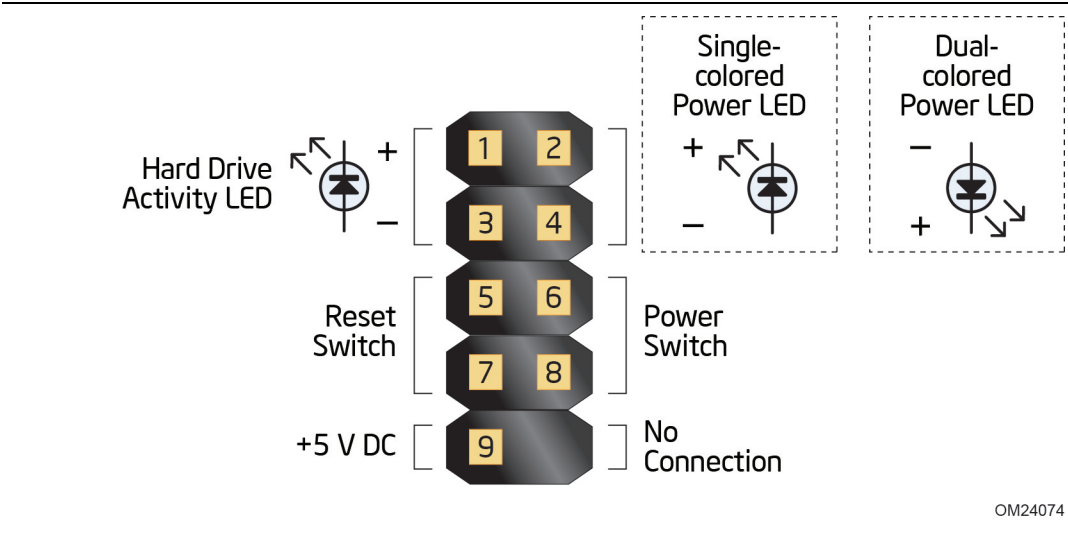 Single-
colored
Power LED
Dual-
colored
Power LED
Hard Drive
Activity LED
+
−
1 2
3 4
+
−
−
+
Reset
Switch
5 6
7 8
Power
Switch
+5 V DC
9
No
Connection
OM24074